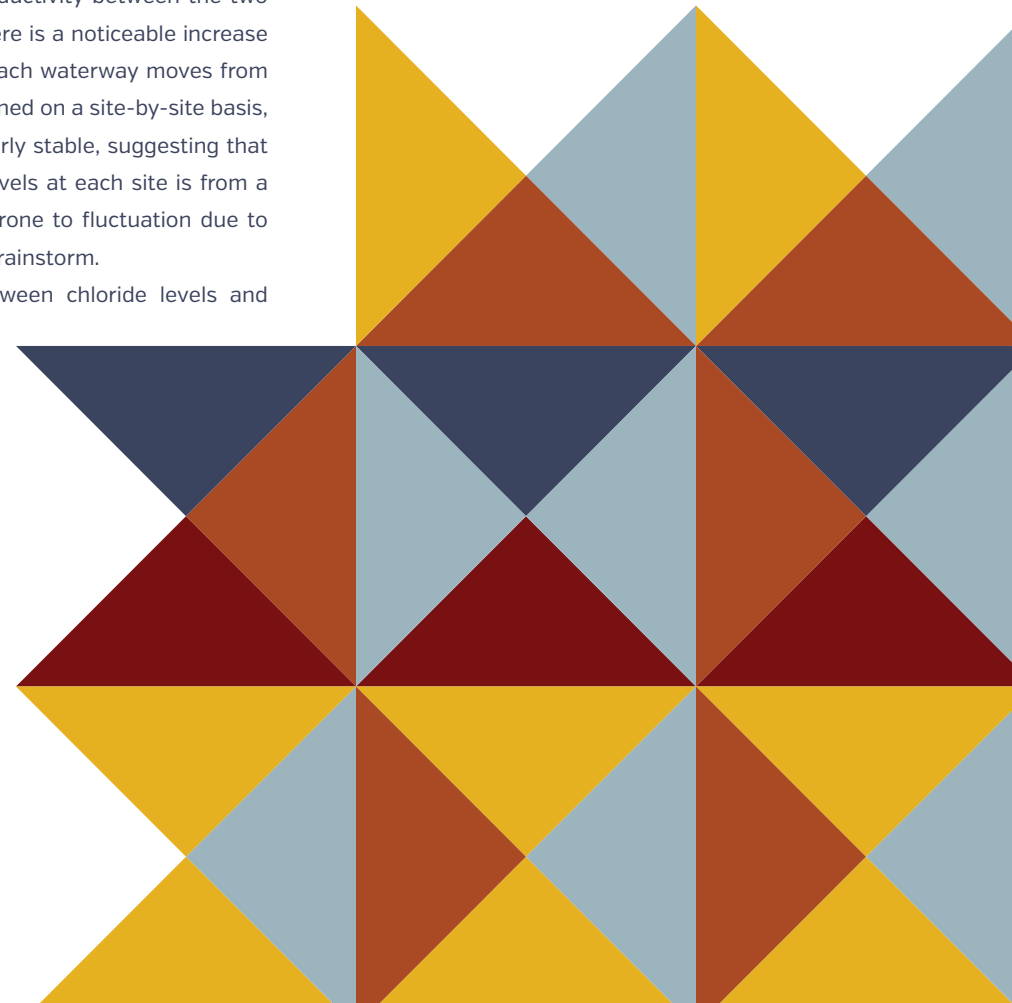 between the two
ere is a noticeable increase
ach waterway moves from
ned on a site-by-site basis,
rly stable, suggesting that
vels at each site is from a
rone to fluctuation due to
rainstorm.
ween chloride levels and